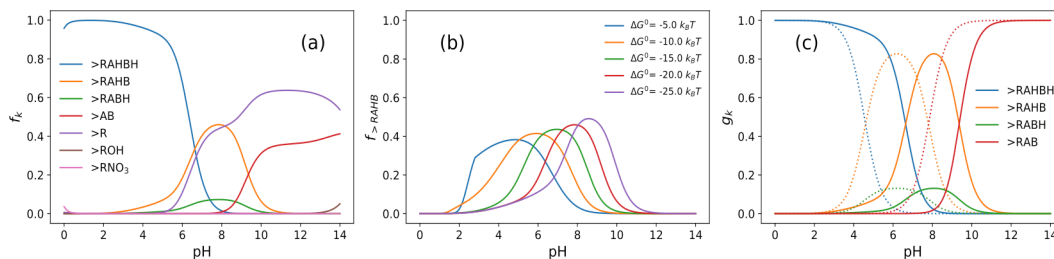 (a)
1.0
0.8
0.6
0.4
0.2
0.0
f_k
>RAHBH
>RAHB
>RABH
>AB
>R
>ROH
>RNO₃
0 2 4 6 8 10 12 14
pH
(b)
1.0
0.8
0.6
0.4
0.2
0.0
f_{>RAHB}
ΔG⁰= -5.0 k_BT
ΔG⁰= -10.0 k_BT
ΔG⁰= -15.0 k_BT
ΔG⁰= -20.0 k_BT
ΔG⁰= -25.0 k_BT
0 2 4 6 8 10 12 14
pH
(c)
1.0
0.8
0.6
0.4
0.2
0.0
g_k
>RAHBH
>RAHB
>RABH
>RAB
0 2 4 6 8 10 12 14
pH